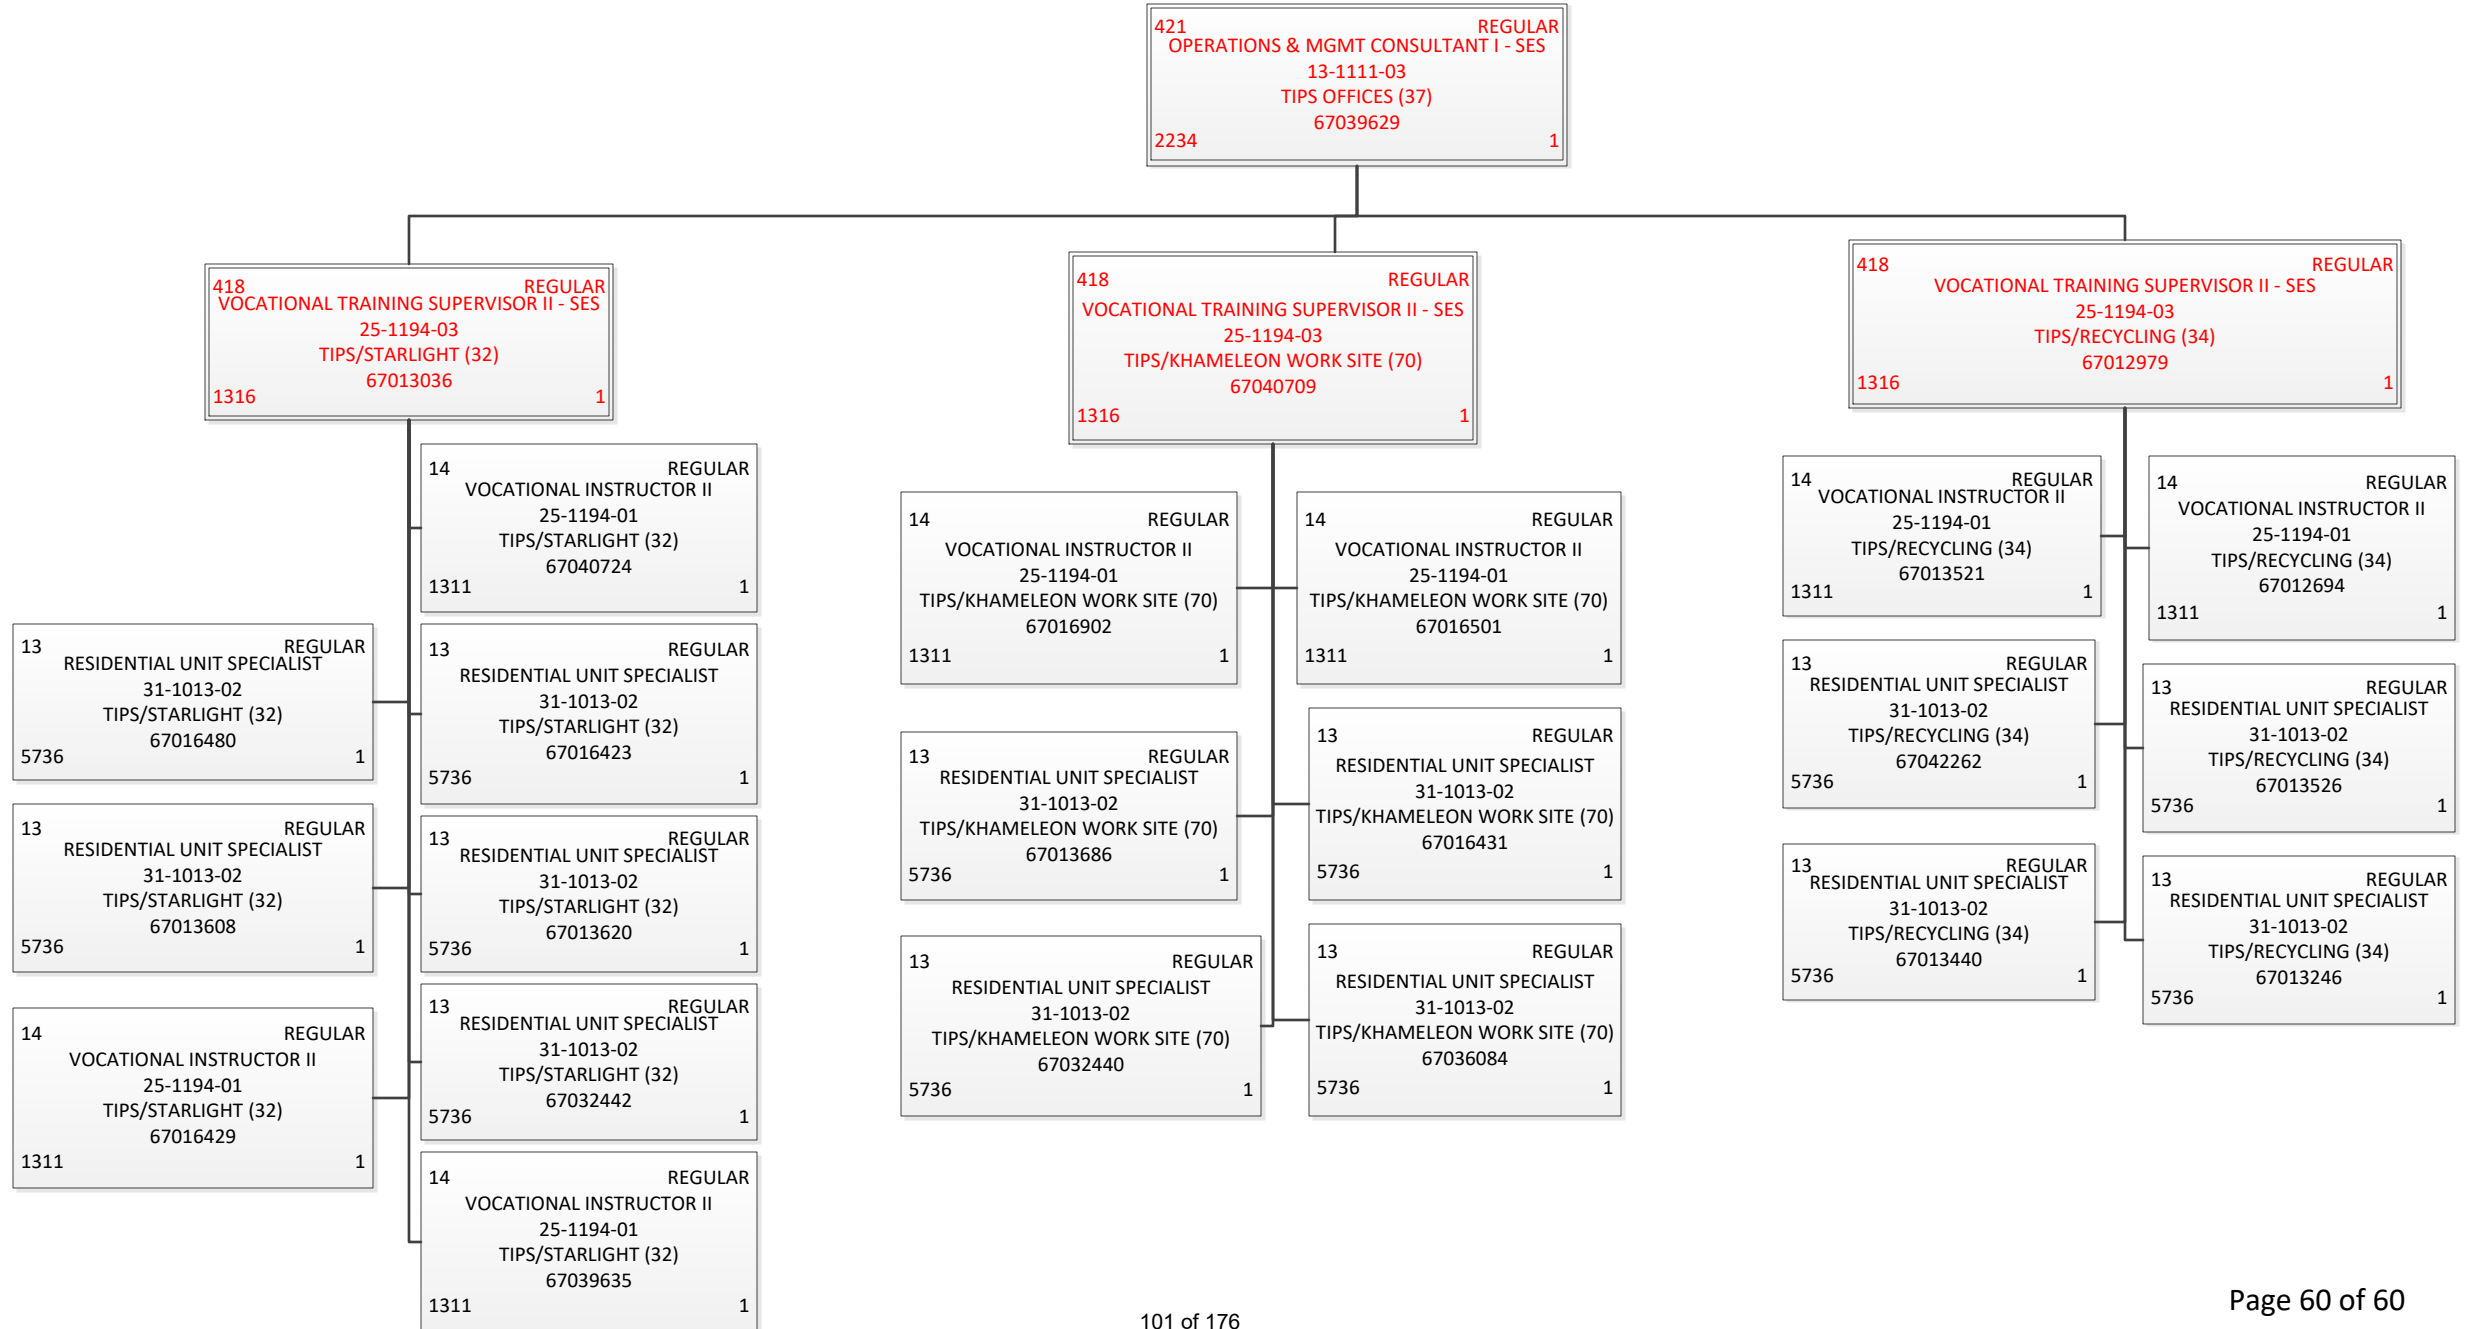 421 REGULAR
OPERATIONS & MGMT CONSULTANT I - SES
13-1111-03
TIPS OFFICES (37)
67039629
2234 1
418 REGULAR
VOCATIONAL TRAINING SUPERVISOR II - SES
25-1194-03
TIPS/STARLIGHT (32)
67013036
1316 1
14 REGULAR
VOCATIONAL INSTRUCTOR II
25-1194-01
TIPS/STARLIGHT (32)
67040724
1311 1
13 REGULAR
RESIDENTIAL UNIT SPECIALIST
31-1013-02
TIPS/STARLIGHT (32)
67016480
5736 1
13 REGULAR
RESIDENTIAL UNIT SPECIALIST
31-1013-02
TIPS/STARLIGHT (32)
67016423
5736 1
13 REGULAR
RESIDENTIAL UNIT SPECIALIST
31-1013-02
TIPS/STARLIGHT (32)
67013608
5736 1
13 REGULAR
RESIDENTIAL UNIT SPECIALIST
31-1013-02
TIPS/STARLIGHT (32)
67013620
5736 1
14 REGULAR
VOCATIONAL INSTRUCTOR II
25-1194-01
TIPS/STARLIGHT (32)
67016429
1311 1
13 REGULAR
RESIDENTIAL UNIT SPECIALIST
31-1013-02
TIPS/STARLIGHT (32)
67032442
5736 1
14 REGULAR
VOCATIONAL INSTRUCTOR II
25-1194-01
TIPS/STARLIGHT (32)
67039635
1311 1
418 REGULAR
VOCATIONAL TRAINING SUPERVISOR II - SES
25-1194-03
TIPS/KHAMELEON WORK SITE (70)
67040709
1316 1
14 REGULAR
VOCATIONAL INSTRUCTOR II
25-1194-01
TIPS/KHAMELEON WORK SITE (70)
67016902
1311 1
14 REGULAR
VOCATIONAL INSTRUCTOR II
25-1194-01
TIPS/KHAMELEON WORK SITE (70)
67016501
1311 1
13 REGULAR
RESIDENTIAL UNIT SPECIALIST
31-1013-02
TIPS/KHAMELEON WORK SITE (70)
67013686
5736 1
13 REGULAR
RESIDENTIAL UNIT SPECIALIST
31-1013-02
TIPS/KHAMELEON WORK SITE (70)
67016431
5736 1
13 REGULAR
RESIDENTIAL UNIT SPECIALIST
31-1013-02
TIPS/KHAMELEON WORK SITE (70)
67032440
5736 1
13 REGULAR
RESIDENTIAL UNIT SPECIALIST
31-1013-02
TIPS/KHAMELEON WORK SITE (70)
67036084
5736 1
418 REGULAR
VOCATIONAL TRAINING SUPERVISOR II - SES
25-1194-03
TIPS/RECYCLING (34)
67012979
1316 1
14 REGULAR
VOCATIONAL INSTRUCTOR II
25-1194-01
TIPS/RECYCLING (34)
67013521
1311 1
14 REGULAR
VOCATIONAL INSTRUCTOR II
25-1194-01
TIPS/RECYCLING (34)
67012694
1311 1
13 REGULAR
RESIDENTIAL UNIT SPECIALIST
31-1013-02
TIPS/RECYCLING (34)
67042262
5736 1
13 REGULAR
RESIDENTIAL UNIT SPECIALIST
31-1013-02
TIPS/RECYCLING (34)
67013526
5736 1
13 REGULAR
RESIDENTIAL UNIT SPECIALIST
31-1013-02
TIPS/RECYCLING (34)
67013440
5736 1
13 REGULAR
RESIDENTIAL UNIT SPECIALIST
31-1013-02
TIPS/RECYCLING (34)
67013246
5736 1
Page 60 of 60
101 of 176